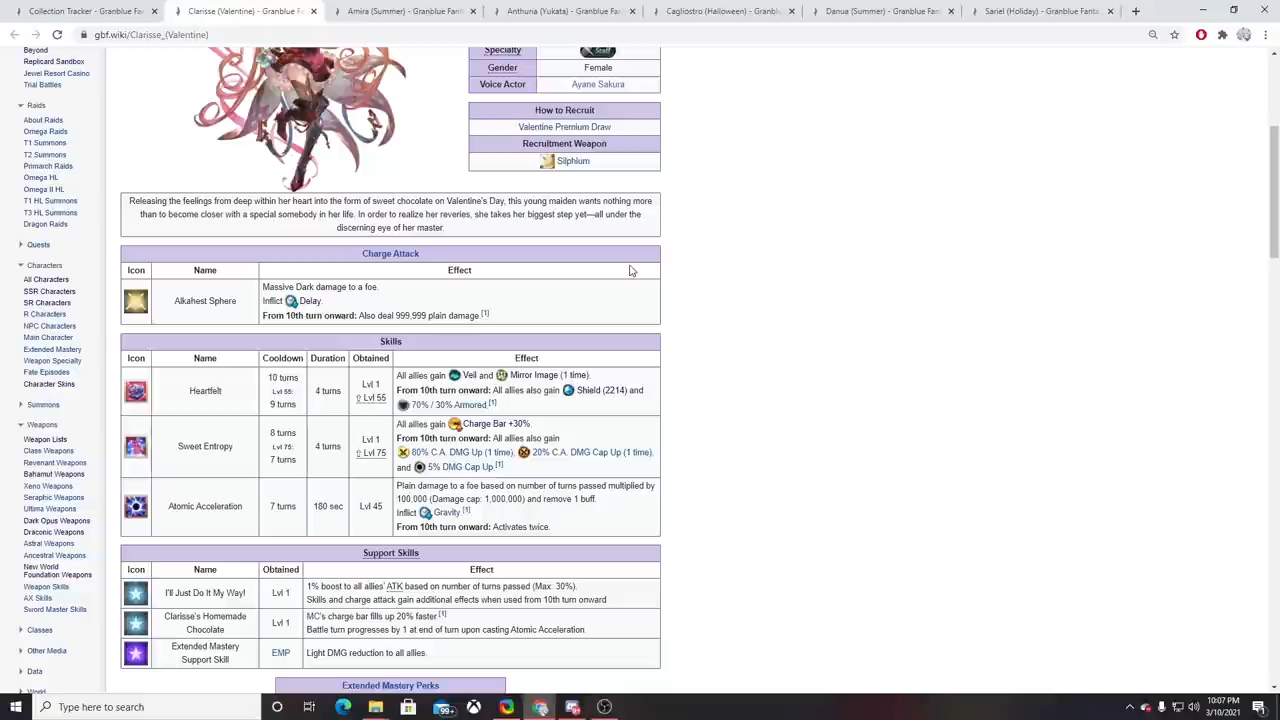 Collection Tracker - Granblue
Clarisse (Valentine) - Granblue F
Amira (Summer) - Granblue Fant
Anthuria (Yukata) - Granblue Fan
Cagliostro (Halloween) - Granblu
Danua (Summer) - Granblue Fant
Sariel (Holiday) - Granblue Fanta
gbf.wiki/Clarisse_(Valentine)
Beyond
Replicard Sandbox
Jewel Resort Casino
Trial Battles
Raids
About Raids
Omega Raids
T1 Summons
T2 Summons
Primarch Raids
Omega HL
Omega II HL
T1 HL Summons
T3 HL Summons
Dragon Raids
Quests
Characters
All Characters
SSR Characters
SR Characters
R Characters
NPC Characters
Main Character
Extended Mastery
Weapon Specialty
Fate Episodes
Character Skins
Summons
Weapons
Weapon Lists
Class Weapons
Revenant Weapons
Bahamut Weapons
Xeno Weapons
Seraphic Weapons
Ultima Weapons
Dark Opus Weapons
Draconic Weapons
Astral Weapons
Ancestral Weapons
New World
Foundation Weapons
Weapon Skills
AX Skills
Sword Master Skills
Classes
Other Media
Data
World
Specialty Staff
Gender Female
Voice Actor Ayane Sakura
How to Recruit
Valentine Premium Draw
Recruitment Weapon
Silphium
Releasing the feelings from deep within her heart into the form of sweet chocolate on Valentine's Day, this young maiden wants nothing more
than to become closer with a special somebody in her life. In order to realize her reveries, she takes her biggest step yet—all under the
discerning eye of her master.
Charge Attack
Icon Name Effect
Alkahest Sphere
Massive Dark damage to a foe.
Inflict Delay.
From 10th turn onward: Also deal 999,999 plain damage.[1]
Skills
Icon Name Cooldown Duration Obtained Effect
Heartfelt
10 turns
Lvl 55:
9 turns
4 turns
Lvl 1
⇧Lvl 55
All allies gain Veil and Mirror Image (1 time).
From 10th turn onward: All allies also gain Shield (2214) and
70% / 30% Armored.[1]
Sweet Entropy
8 turns
Lvl 75:
7 turns
4 turns
Lvl 1
⇧Lvl 75
All allies gain Charge Bar +30%.
From 10th turn onward: All allies also gain
80% C.A. DMG Up (1 time), 20% C.A. DMG Cap Up (1 time),
and 5% DMG Cap Up.[1]
Atomic Acceleration
7 turns
180 sec
Lvl 45
Plain damage to a foe based on number of turns passed multiplied by
100,000 (Damage cap: 1,000,000) and remove 1 buff.
Inflict Gravity.[1]
From 10th turn onward: Activates twice.
Support Skills
Icon Name Obtained Effect
I'll Just Do It My Way!
Lvl 1
1% boost to all allies' ATK based on number of turns passed (Max: 30%).
Skills and charge attack gain additional effects when used from 10th turn onward
Clarisse's Homemade
Chocolate
Lvl 1
MC's charge bar fills up 20% faster.[1]
Battle turn progresses by 1 at end of turn upon casting Atomic Acceleration.
Extended Mastery
Support Skill
EMP
Light DMG reduction to all allies.
Extended Mastery Perks
Type here to search
99+
10:07 PM
3/10/2021